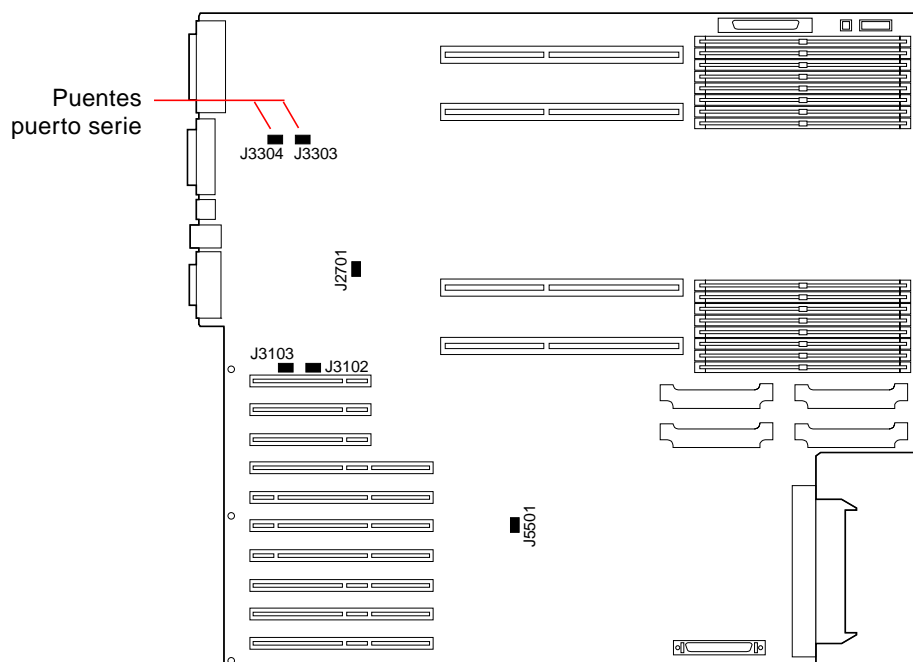 Puentes
puerto serie
J3304 J3303
J2701
J3103
J3102
J5501